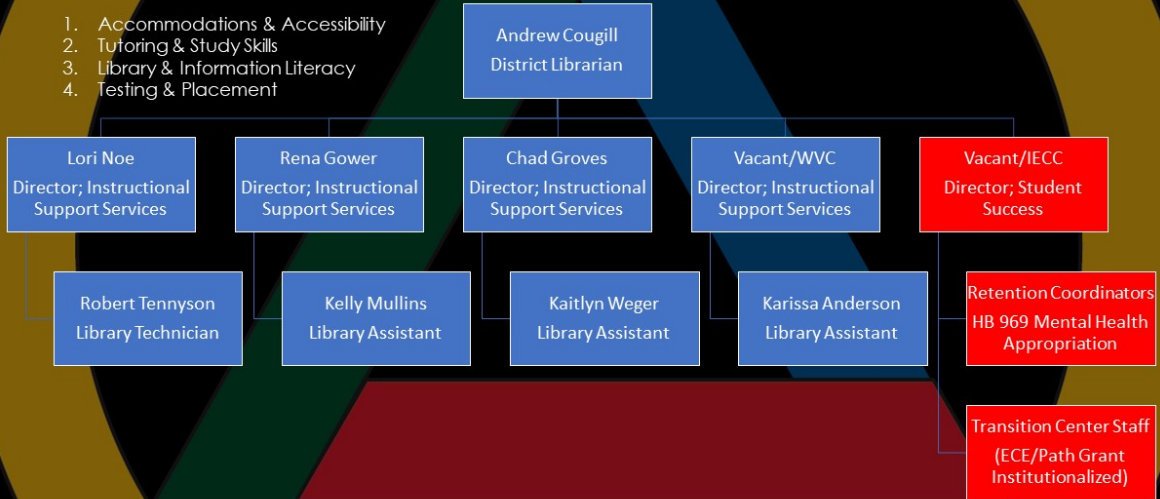 1. Accommodations & Accessibility
2. Tutoring & Study Skills
3. Library & Information Literacy
4. Testing & Placement
Andrew Cougill
District Librarian
Lori Noe
Director; Instructional
Support Services
Rena Gower
Director; Instructional
Support Services
Chad Groves
Director; Instructional
Support Services
Vacant/WVC
Director; Instructional
Support Services
Vacant/IECC
Director; Student
Success
Robert Tennyson
Library Technician
Kelly Mullins
Library Assistant
Kaitlyn Weger
Library Assistant
Karissa Anderson
Library Assistant
Retention Coordinators
HB 969 Mental Health
Appropriation
Transition Center Staff
(ECE/Path Grant
Institutionalized)